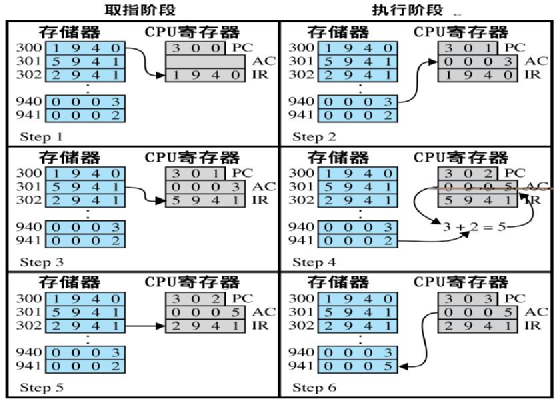 取指阶段 执行阶段
存储器 CPU寄存器 存储器 CPU寄存器
300 1 9 4 0 3 0 0 PC 300 1 9 4 0 3 0 1 PC
301 5 9 4 1 AC 301 5 9 4 1 0 0 0 3 AC
302 2 9 4 1 1 9 4 0 IR 302 2 9 4 1 1 9 4 0 IR
940 0 0 0 3 940 0 0 0 3
941 0 0 0 2 941 0 0 0 2
Step 1 Step 2
存储器 CPU寄存器 存储器 CPU寄存器
300 1 9 4 0 3 0 1 PC 300 1 9 4 0 3 0 2 PC
301 5 9 4 1 0 0 0 3 AC 301 5 9 4 1 0 0 0 5 AC
302 2 9 4 1 5 9 4 1 IR 302 2 9 4 1 5 9 4 1 IR
940 0 0 0 3 940 0 0 0 3 3 + 2 = 5
941 0 0 0 2 941 0 0 0 2
Step 3 Step 4
存储器 CPU寄存器 存储器 CPU寄存器
300 1 9 4 0 3 0 2 PC 300 1 9 4 0 3 0 3 PC
301 5 9 4 1 0 0 0 5 AC 301 5 9 4 1 0 0 0 5 AC
302 2 9 4 1 2 9 4 1 IR 302 2 9 4 1 2 9 4 1 IR
940 0 0 0 3 940 0 0 0 3
941 0 0 0 2 941 0 0 0 5
Step 5 Step 6